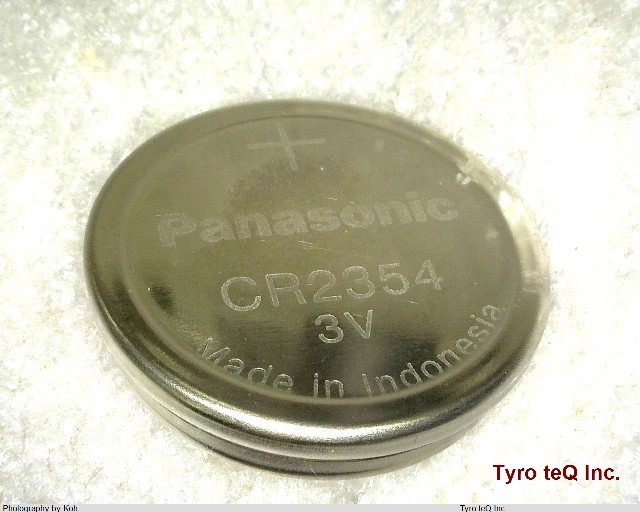 +
Panasonic
CR2354
3V
Made in Indonesia
Tyro teQ Inc.
Photography by Koh
Tyro teQ Inc